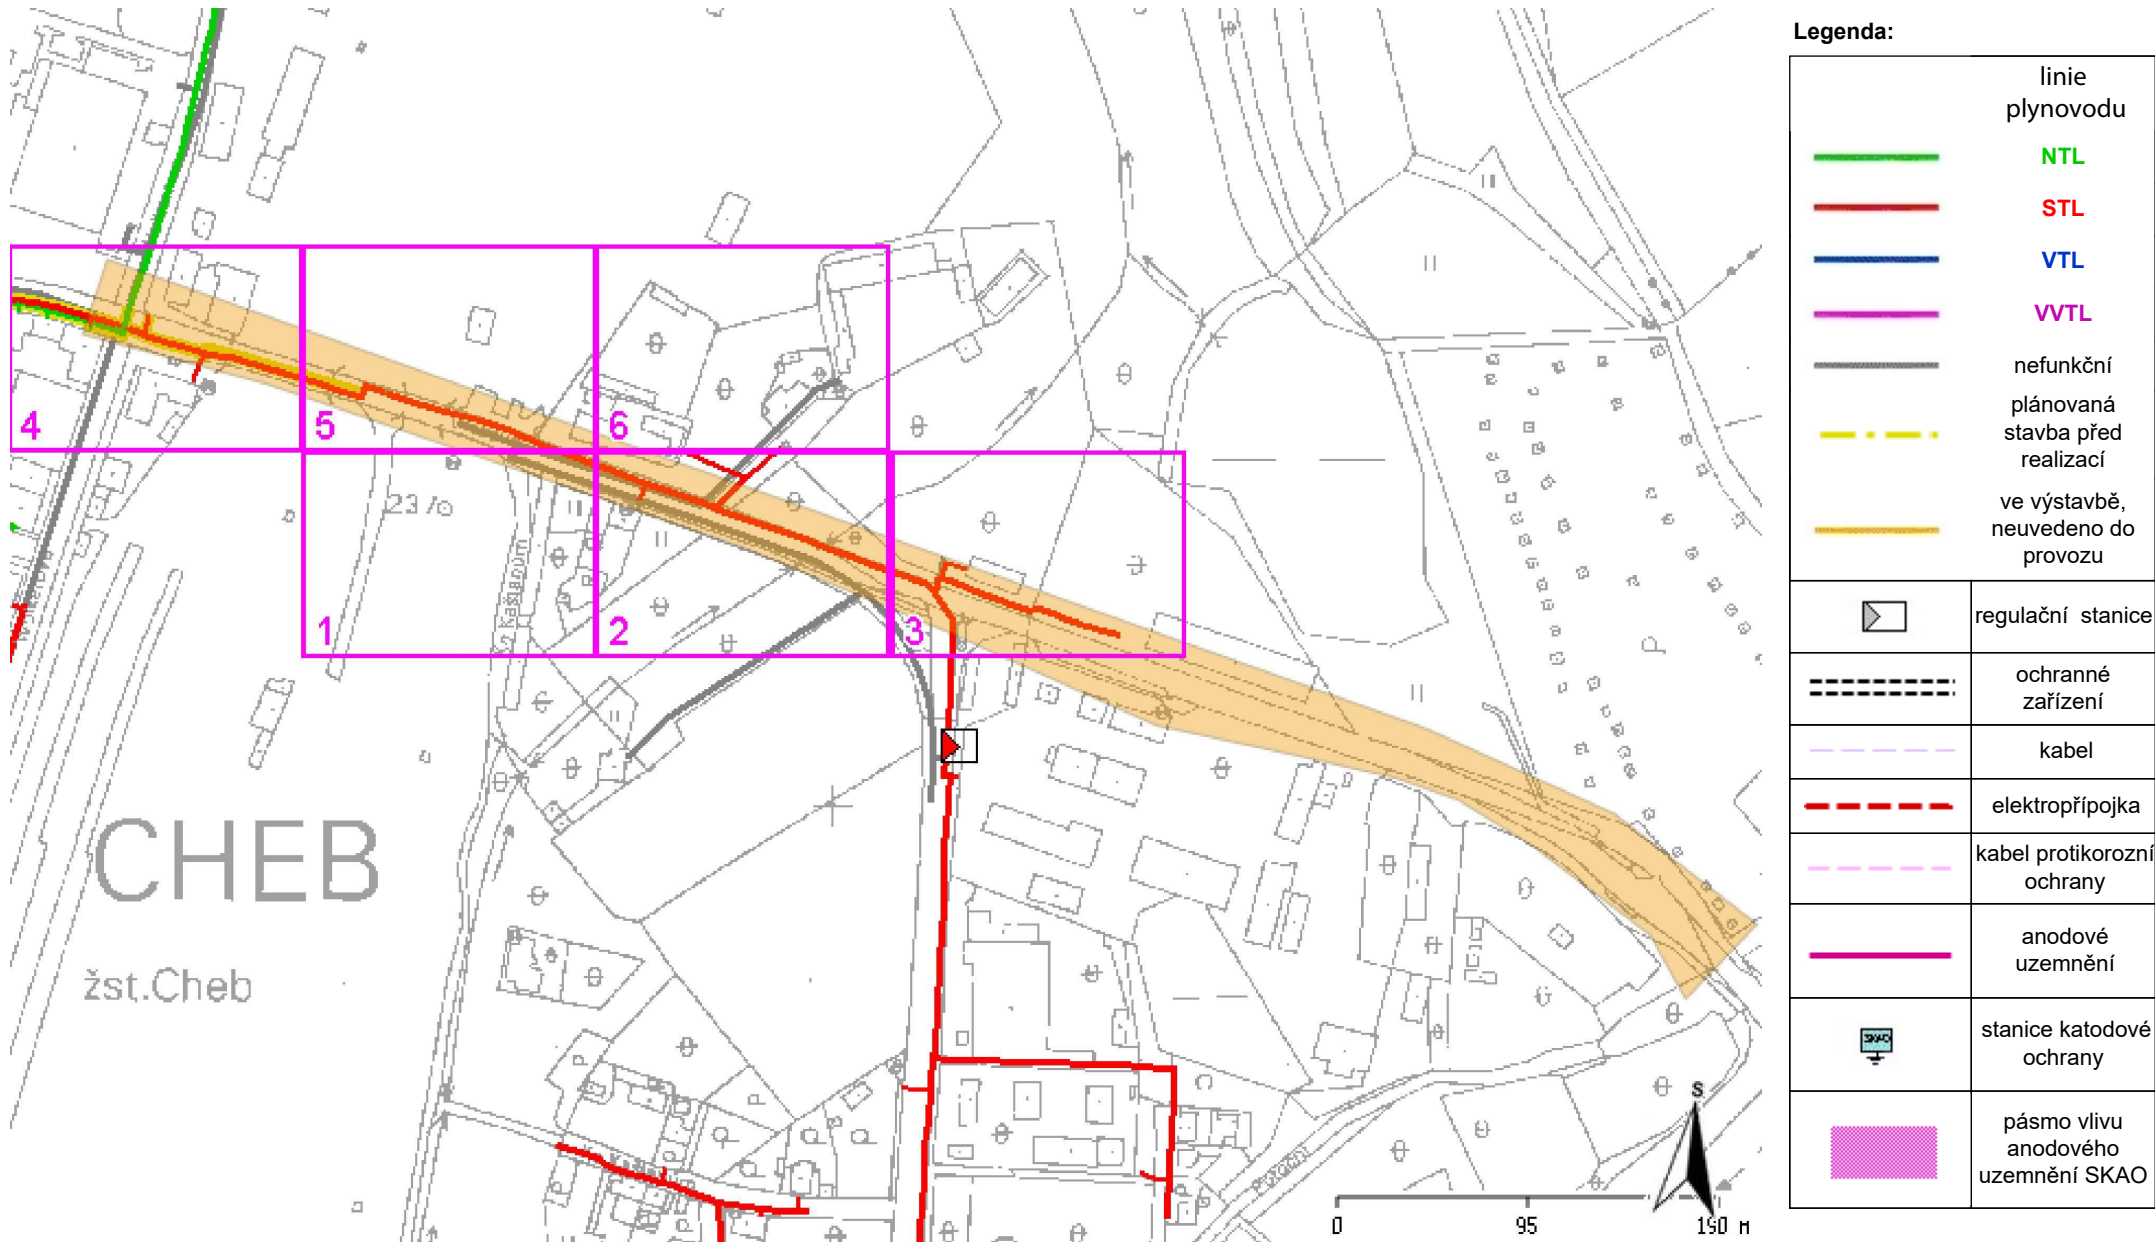 Legenda:
linie
plynovodu
NTL
STL
VTL
VVTL
nefunkční
plánovaná
stavba před
realizací
ve výstavbě,
neuvedeno do
provozu
regulační stanice
ochranné
zařízení
kabel
elektropřípojka
kabel protikorozní
ochrany
anodové
uzemnění
SKAO
stanice katodové
ochrany
pásmo vlivu
anodového
uzemnění SKAO
4
5
6
1
2
3
CHEB
žst.Cheb
S
0
95
190 M